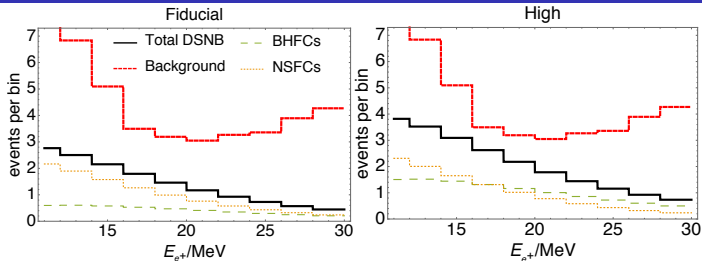 Fiducial
High
Total DSNB
BHFCs
Background
NSFCs
events per bin
7
6
5
4
3
2
1
0
15
20
25
30
E_e+/MeV
events per bin
7
6
5
4
3
2
1
0
15
20
25
30
E_e+/MeV